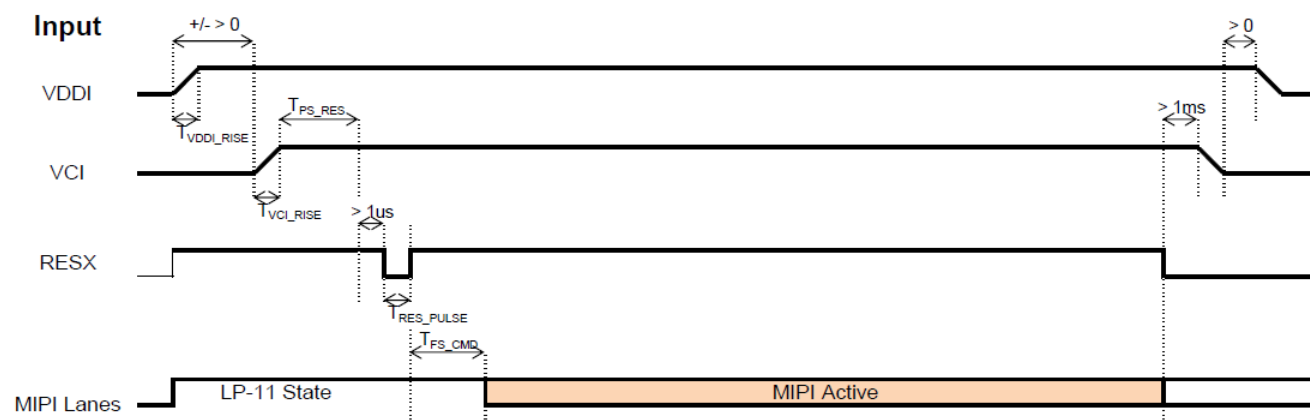 Input
+/- > 0
> 0
VDDI
T_PS_RES
> 1ms
T_VDDI_RISE
VCI
T_VCI_RISE
> 1us
RESX
T_RES_PULSE
T_FS_CMD
MIPI Lanes
LP-11 State
MIPI Active